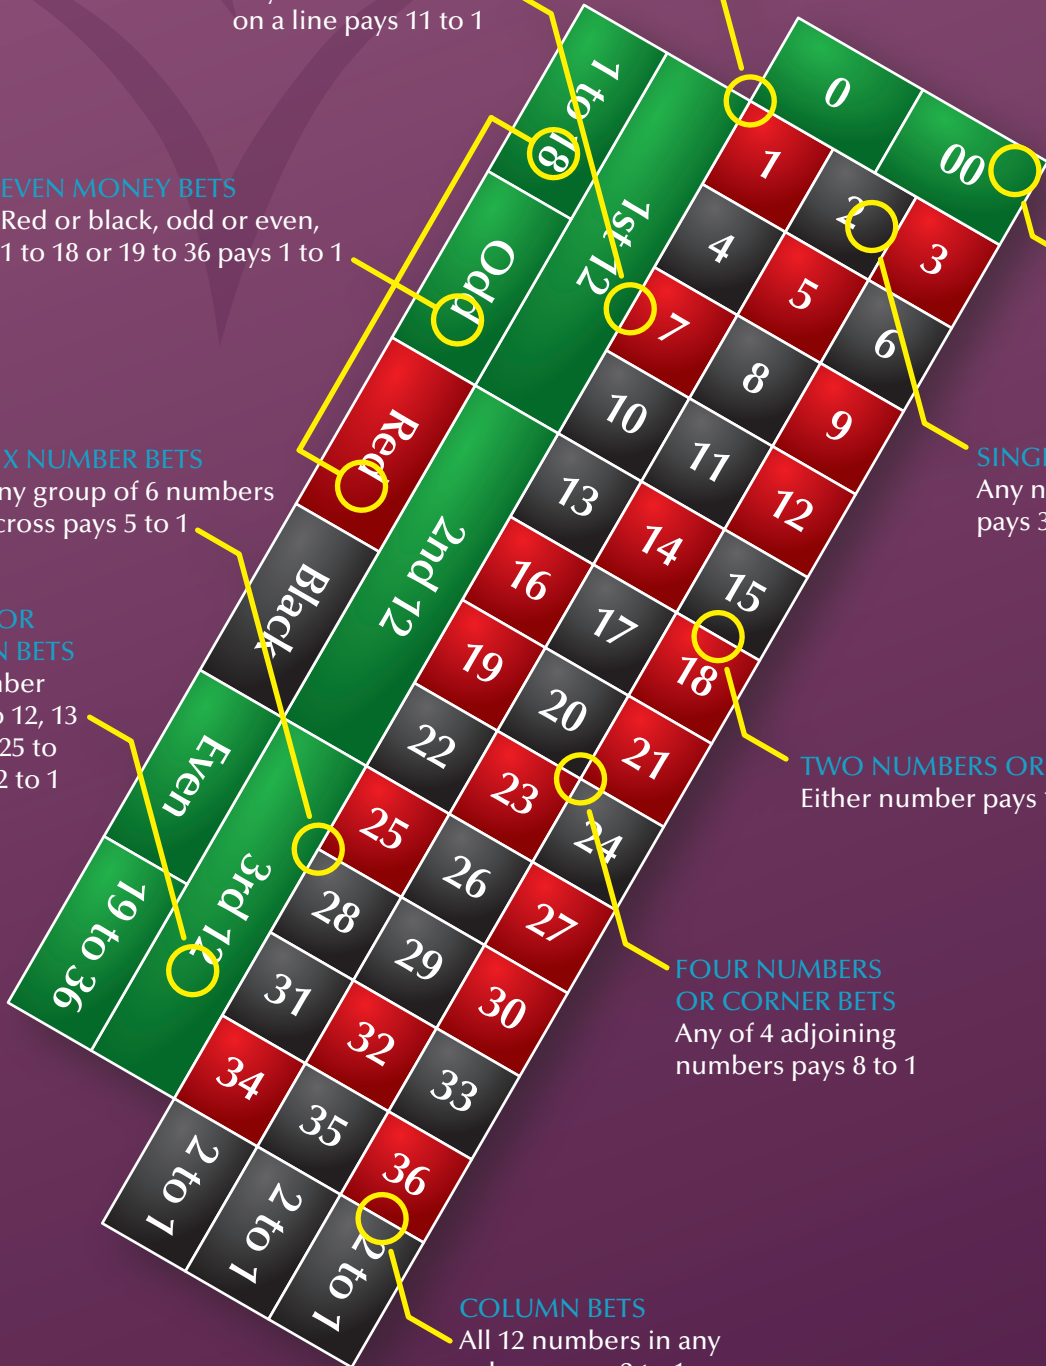 on a line pays 11 to 1
EVEN MONEY BETS
Red or black, odd or even,
1 to 18 or 19 to 36 pays 1 to 1
X NUMBER BETS
ny group of 6 numbers
cross pays 5 to 1
OR
N BETS
ber
12, 13
25 to
2 to 1
1 to 18
Odd
Red
Black
Even
19 to 36
1st 12
2nd 12
3rd 12
0
00
1
2
3
4
5
6
7
8
9
10
11
12
13
14
15
16
17
18
19
20
21
22
23
24
25
26
27
28
29
30
31
32
33
34
35
36
2 to 1
2 to 1
2 to 1
SING
Any n
pays 3
TWO NUMBERS OR
Either number pays
FOUR NUMBERS
OR CORNER BETS
Any of 4 adjoining
numbers pays 8 to 1
COLUMN BETS
All 12 numbers in any